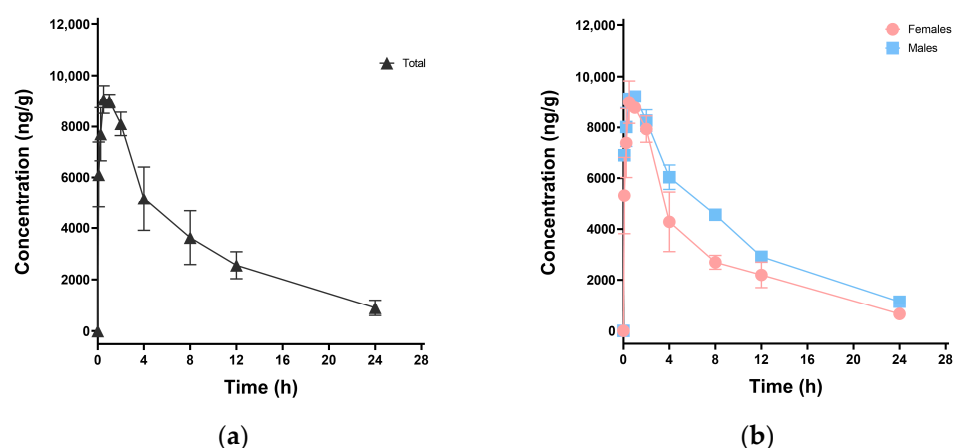 12,000
10,000
8000
6000
4000
2000
0
Concentration (ng/g)
0 4 8 12 16 20 24 28
Time (h)
Total
(a)
12,000
10,000
8000
6000
4000
2000
0
Concentration (ng/g)
0 4 8 12 16 20 24 28
Time (h)
Females
Males
(b)